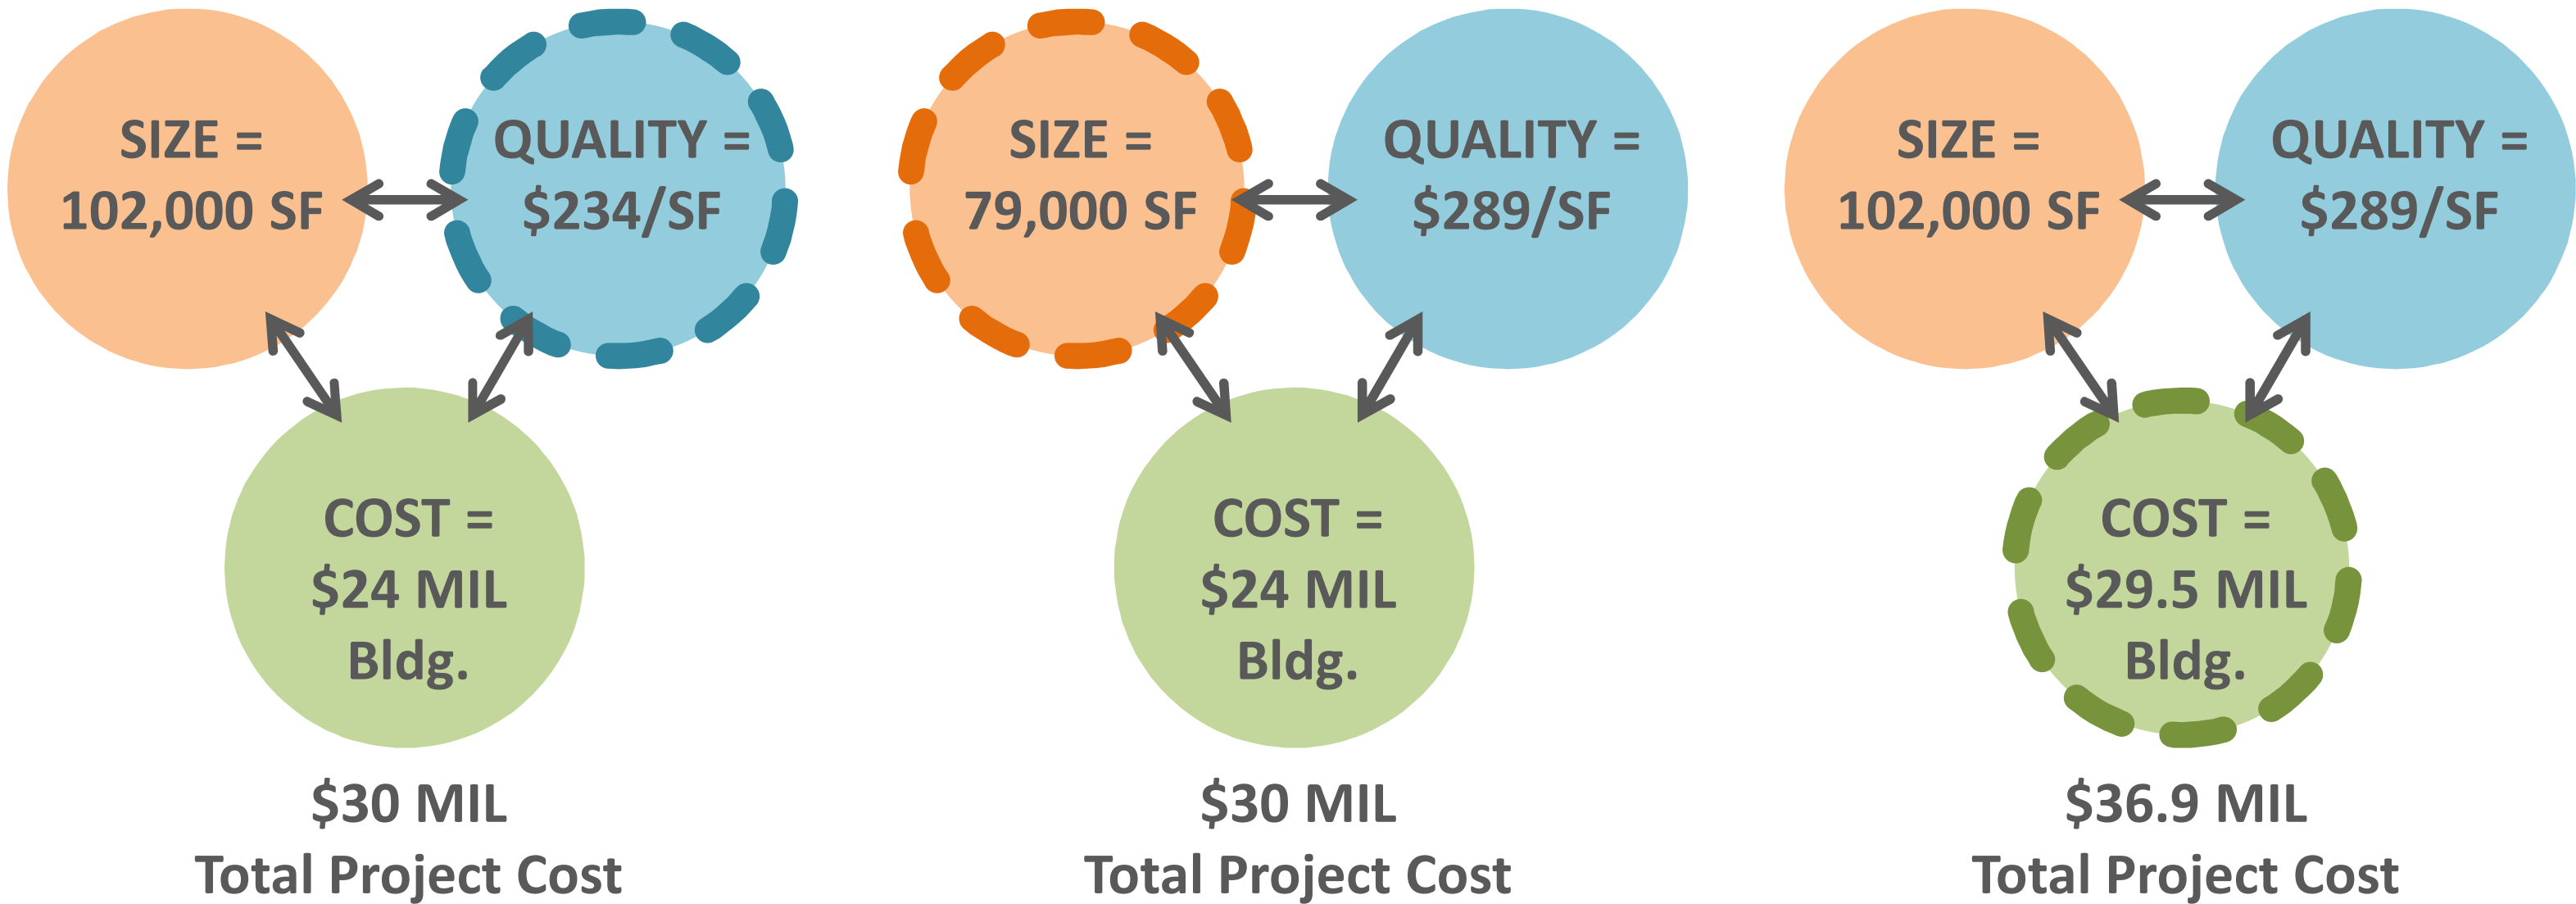 SIZE =
102,000 SF
QUALITY =
$234/SF
COST =
$24 MIL
Bldg.
$30 MIL
Total Project Cost
SIZE =
79,000 SF
QUALITY =
$289/SF
COST =
$24 MIL
Bldg.
$30 MIL
Total Project Cost
SIZE =
102,000 SF
QUALITY =
$289/SF
COST =
$29.5 MIL
Bldg.
$36.9 MIL
Total Project Cost